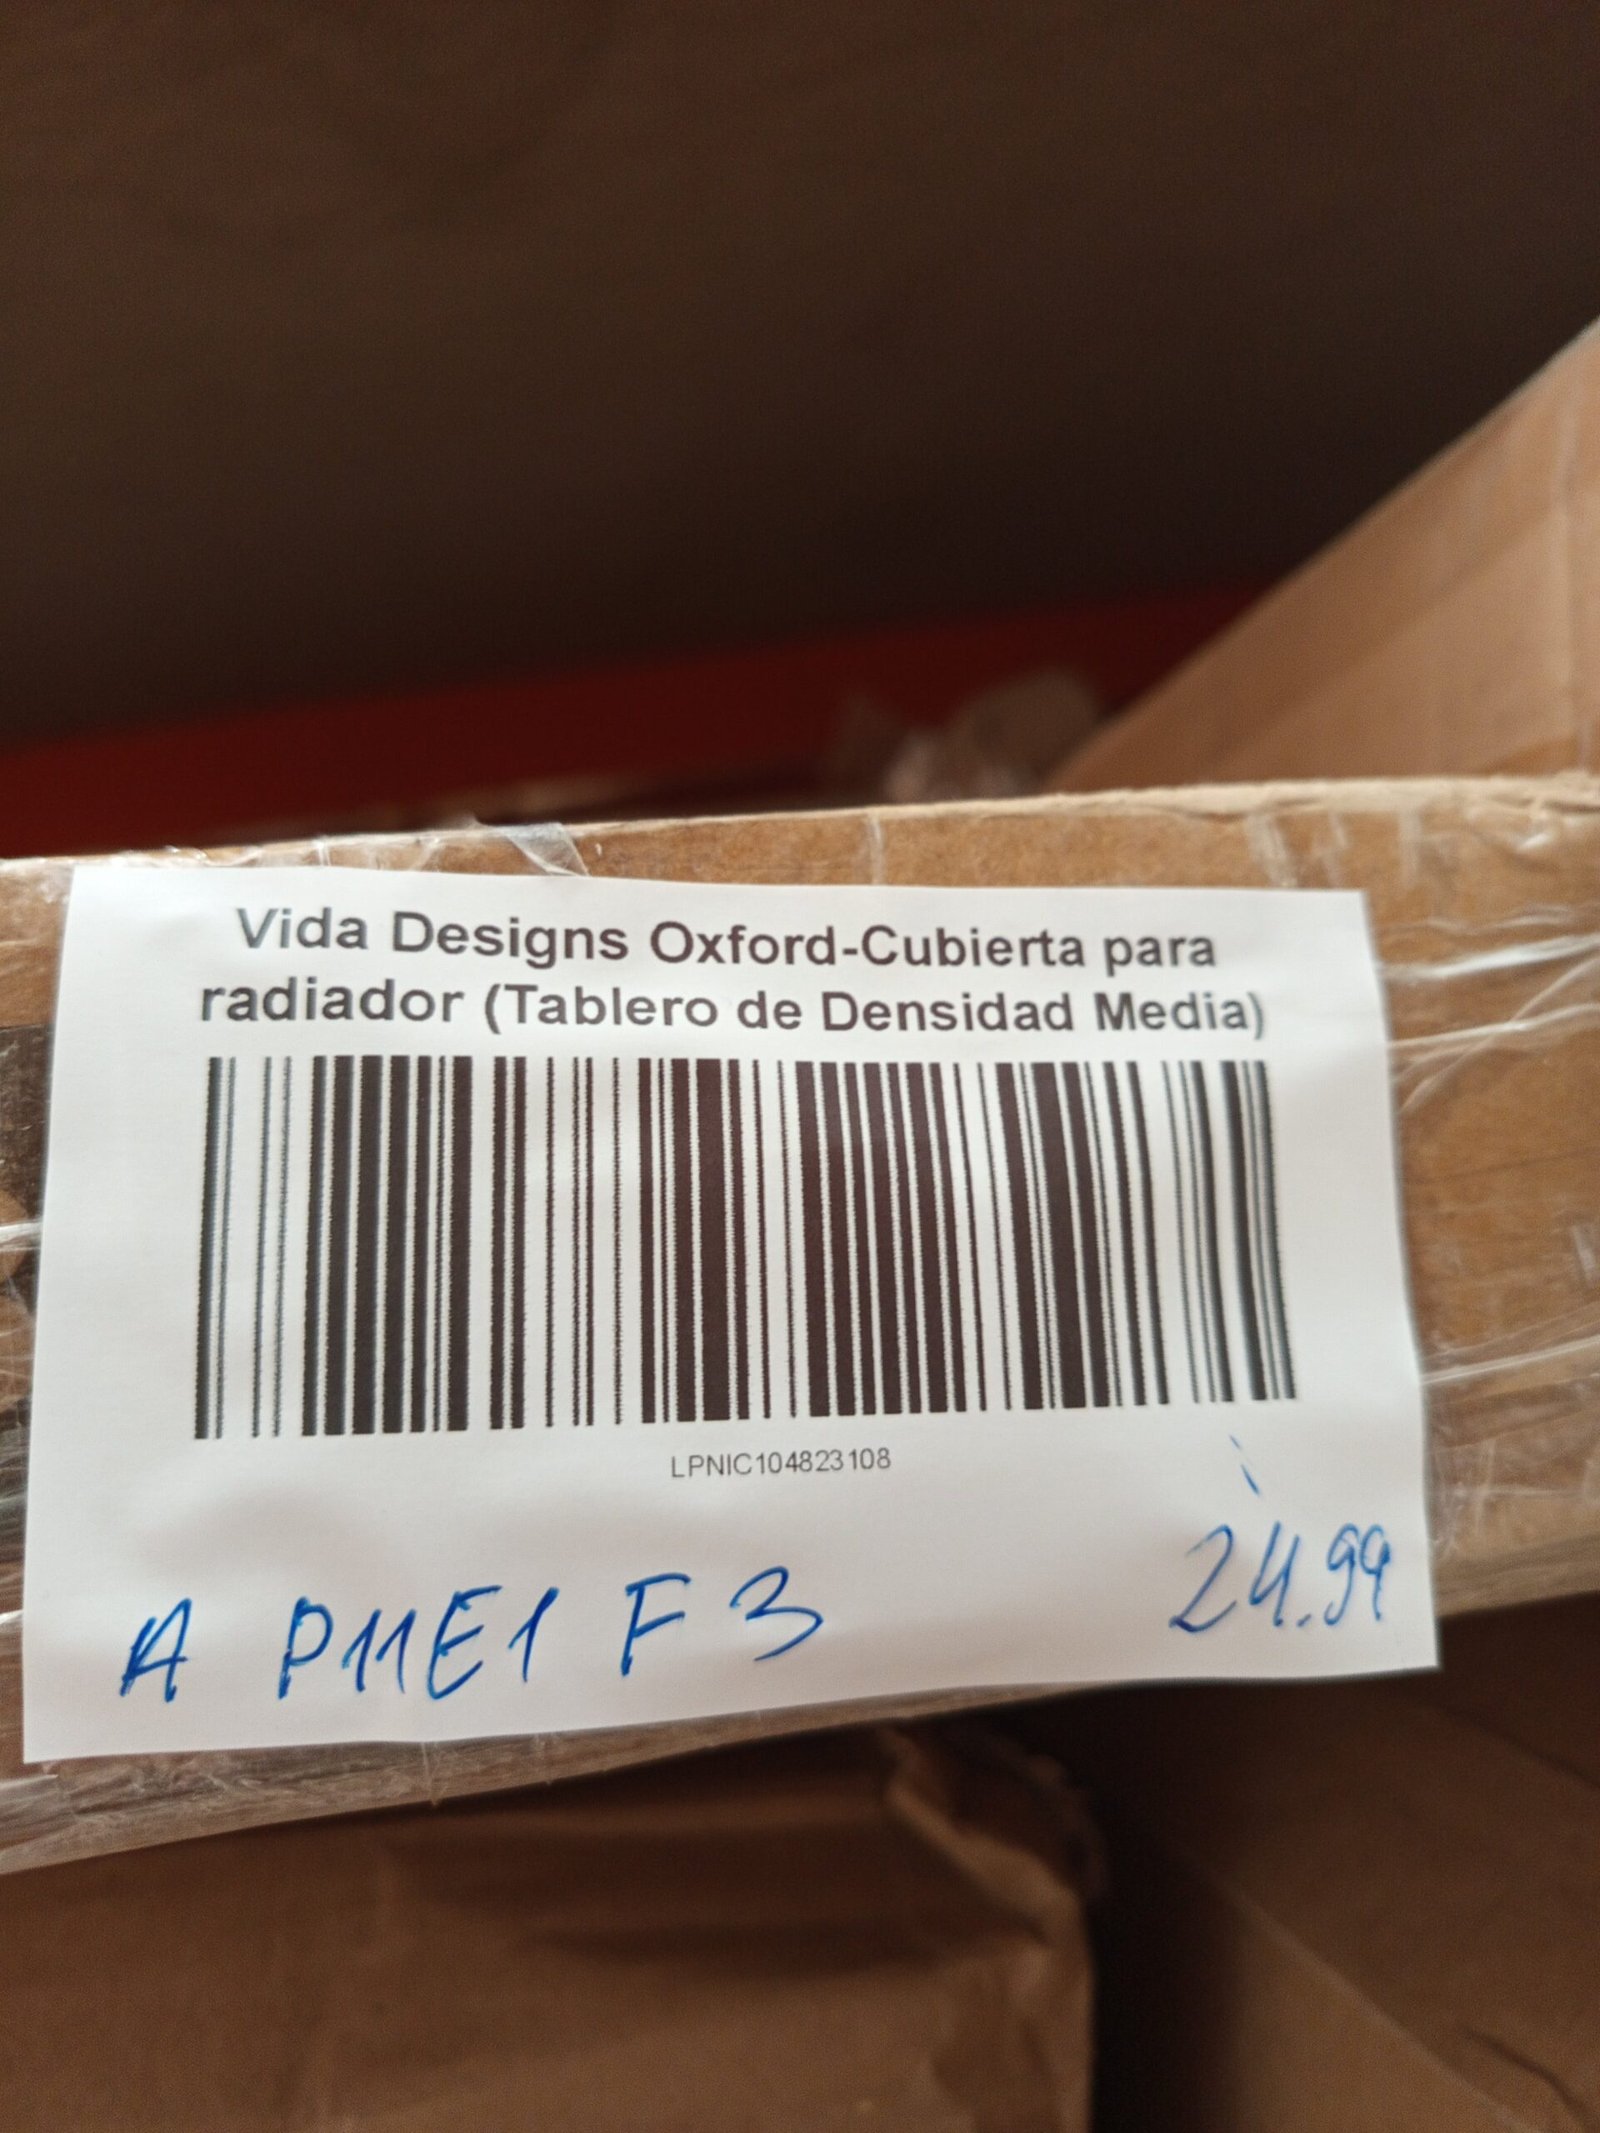 Vida Designs Oxford-Cubierta para
radiador (Tablero de Densidad Media)
LPNIC104823108
A P11E1 F3
24.99